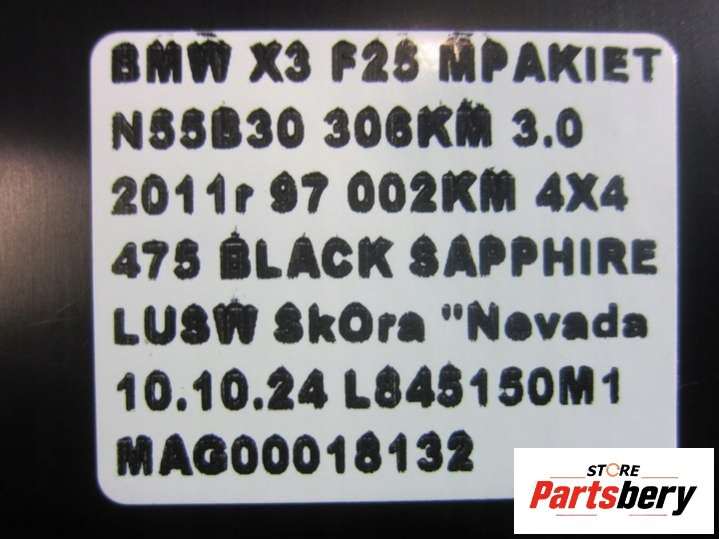 BMW X3 F25 MPAKIET
N55B30 306KM 3.0
2011r 97 002KM 4X4
475 BLACK SAPPHIRE
LUSW SkOra "Nevada
10.10.24 L845150M1
MAG00018132
STORE
Partsbery